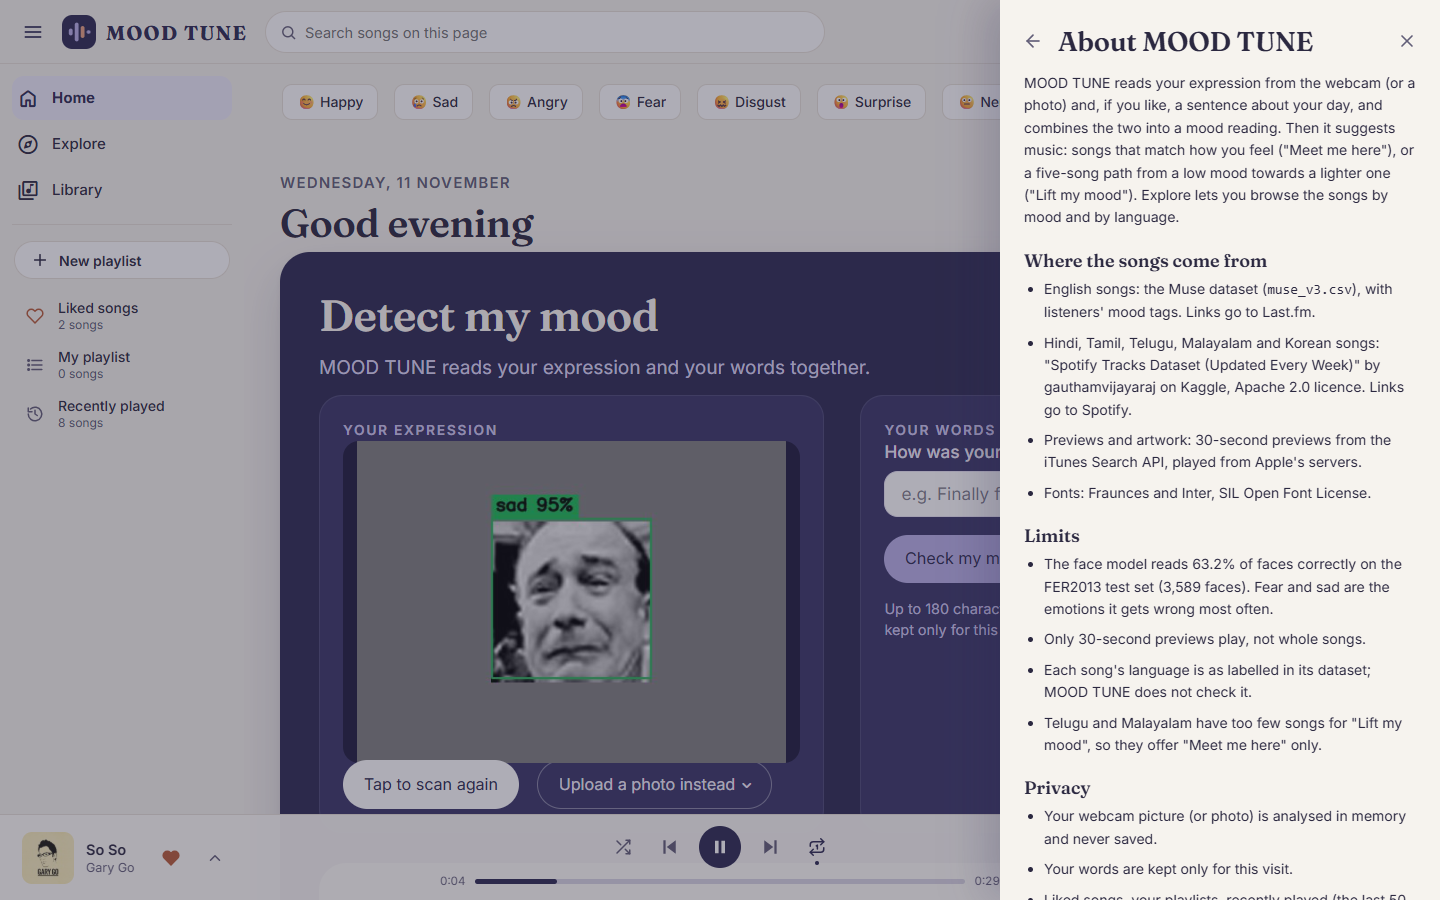 MOOD TUNE
Search songs on this page
Home
Explore
Library
New playlist
Liked songs
2 songs
My playlist
0 songs
Recently played
8 songs
Happy
Sad
Angry
Fear
Disgust
Surprise
Ne
WEDNESDAY, 11 NOVEMBER
Good evening
Detect my mood
MOOD TUNE reads your expression and your words together.
YOUR EXPRESSION
sad 95%
Tap to scan again
Upload a photo instead
YOUR WORDS
How was your
e.g. Finally f
Check my m
Up to 180 charac
kept only for this
So So
Gary Go
GARY GO
0:04
0:29
About MOOD TUNE
MOOD TUNE reads your expression from the webcam (or a
photo) and, if you like, a sentence about your day, and
combines the two into a mood reading. Then it suggests
music: songs that match how you feel ("Meet me here"), or
a five-song path from a low mood towards a lighter one
("Lift my mood"). Explore lets you browse the songs by
mood and by language.
Where the songs come from
English songs: the Muse dataset (muse_v3.csv), with
listeners' mood tags. Links go to Last.fm.
Hindi, Tamil, Telugu, Malayalam and Korean songs:
"Spotify Tracks Dataset (Updated Every Week)" by
gauthamvijayaraj on Kaggle, Apache 2.0 licence. Links
go to Spotify.
Previews and artwork: 30-second previews from the
iTunes Search API, played from Apple's servers.
Fonts: Fraunces and Inter, SIL Open Font License.
Limits
The face model reads 63.2% of faces correctly on the
FER2013 test set (3,589 faces). Fear and sad are the
emotions it gets wrong most often.
Only 30-second previews play, not whole songs.
Each song's language is as labelled in its dataset;
MOOD TUNE does not check it.
Telugu and Malayalam have too few songs for "Lift my
mood", so they offer "Meet me here" only.
Privacy
Your webcam picture (or photo) is analysed in memory
and never saved.
Your words are kept only for this visit.
Liked songs, your playlists, recently played (the last 50